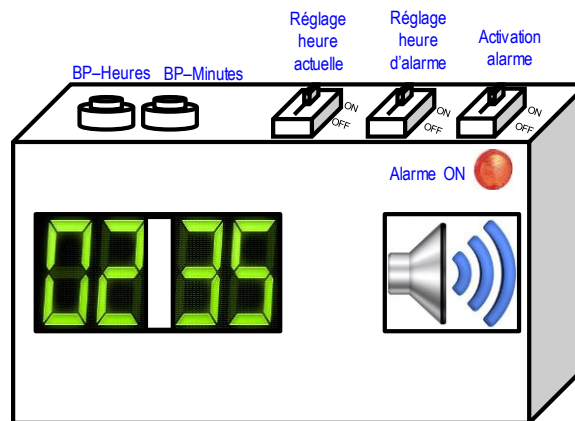 Réglage
heure
actuelle
Réglage
heure
d'alarme
Activation
alarme
BP–Heures
BP–Minutes
ON
OFF
ON
OFF
ON
OFF
Alarme ON
02 35